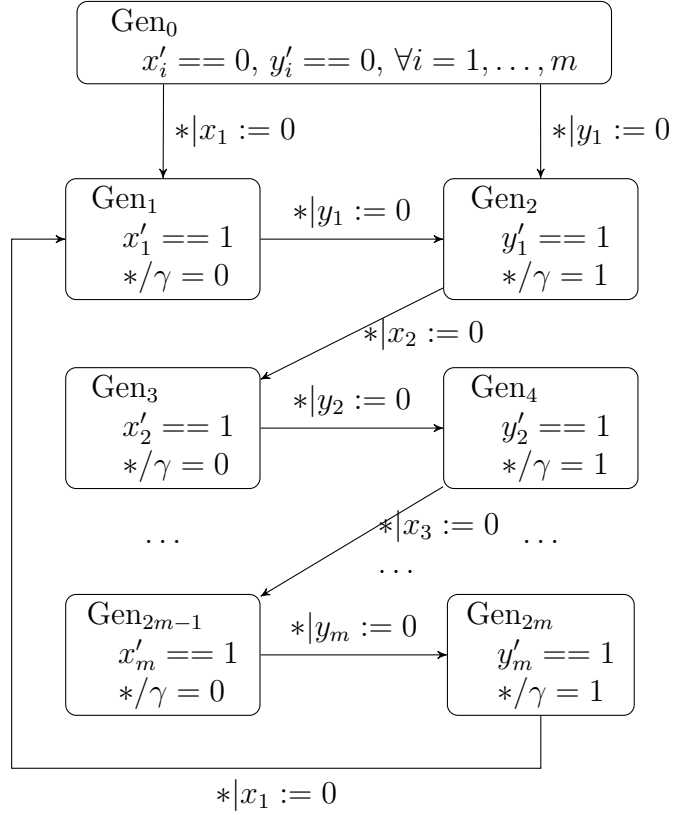 Gen₀
x′ᵢ == 0, y′ᵢ == 0, ∀i = 1, . . . , m
∗|x₁ := 0
∗|y₁ := 0
Gen₁
x′₁ == 1
∗/γ = 0
∗|y₁ := 0
Gen₂
y′₁ == 1
∗/γ = 1
∗|x₂ := 0
Gen₃
x′₂ == 1
∗/γ = 0
∗|y₂ := 0
Gen₄
y′₂ == 1
∗/γ = 1
∗|x₃ := 0
. . .
. . .
. . .
Gen₂ₘ₋₁
x′ₘ == 1
∗/γ = 0
∗|yₘ := 0
Gen₂ₘ
y′ₘ == 1
∗/γ = 1
∗|x₁ := 0